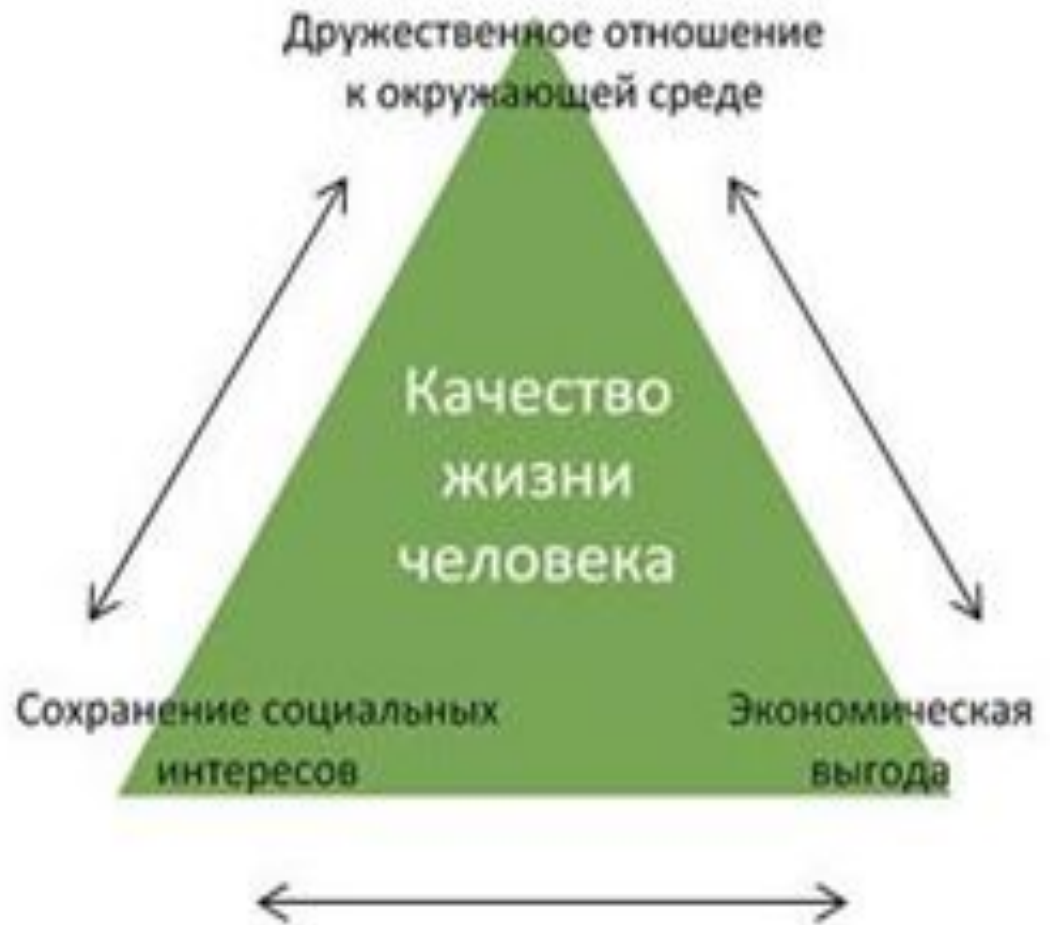 Дружественное отношение
к окружающей среде
Качество
жизни
человека
Сохранение социальных
интересов
Экономическая
выгода